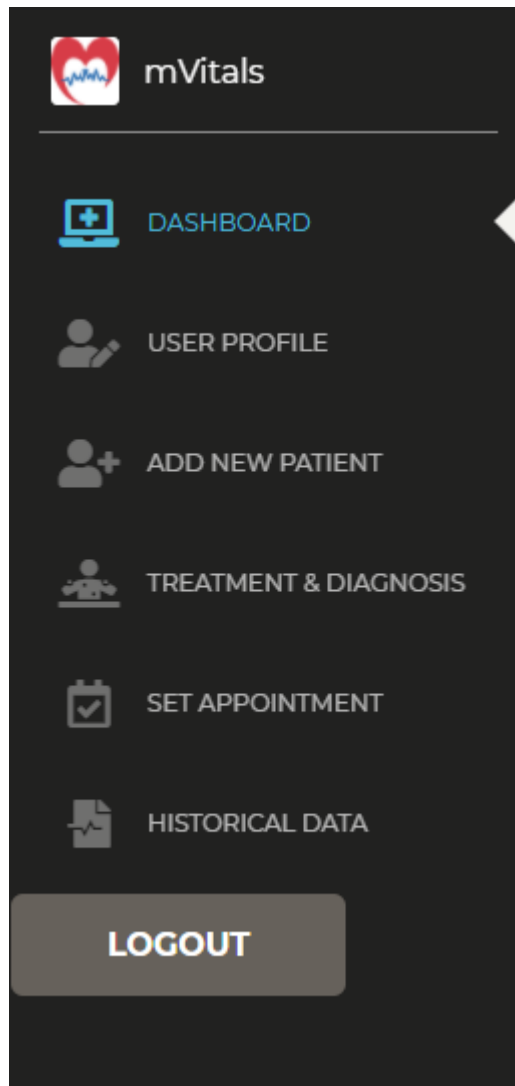 mVitals
DASHBOARD
USER PROFILE
ADD NEW PATIENT
TREATMENT & DIAGNOSIS
SET APPOINTMENT
HISTORICAL DATA
LOGOUT